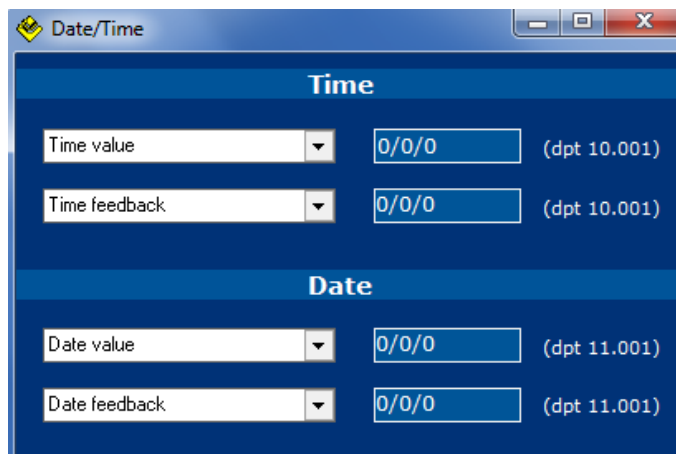 Date/Time
Time
Time value 0/0/0 (dpt 10.001)
Time feedback 0/0/0 (dpt 10.001)
Date
Date value 0/0/0 (dpt 11.001)
Date feedback 0/0/0 (dpt 11.001)